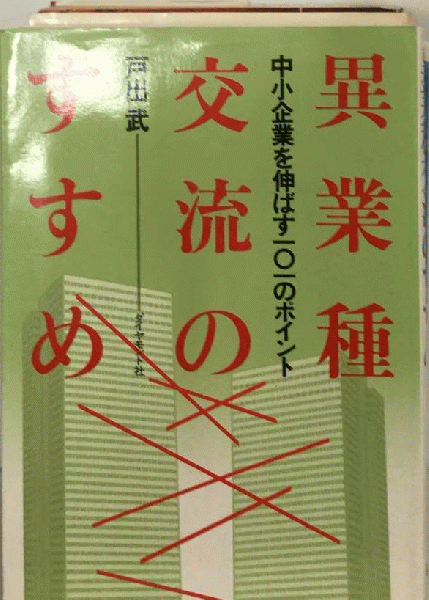 異業種
中小企業を伸ばす一〇一のポイント
交流の
戸出武
ダイヤモンド社
すすめ